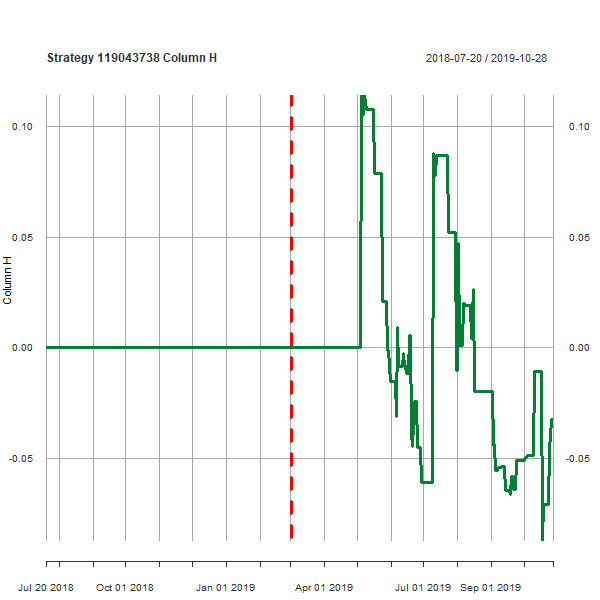 Strategy 119043738 Column H
2018-07-20 / 2019-10-28
0.10
0.10
0.05
0.05
Column H
0.00
0.00
-0.05
-0.05
Jul 20 2018
Oct 01 2018
Jan 01 2019
Apr 01 2019
Jul 01 2019
Sep 01 2019